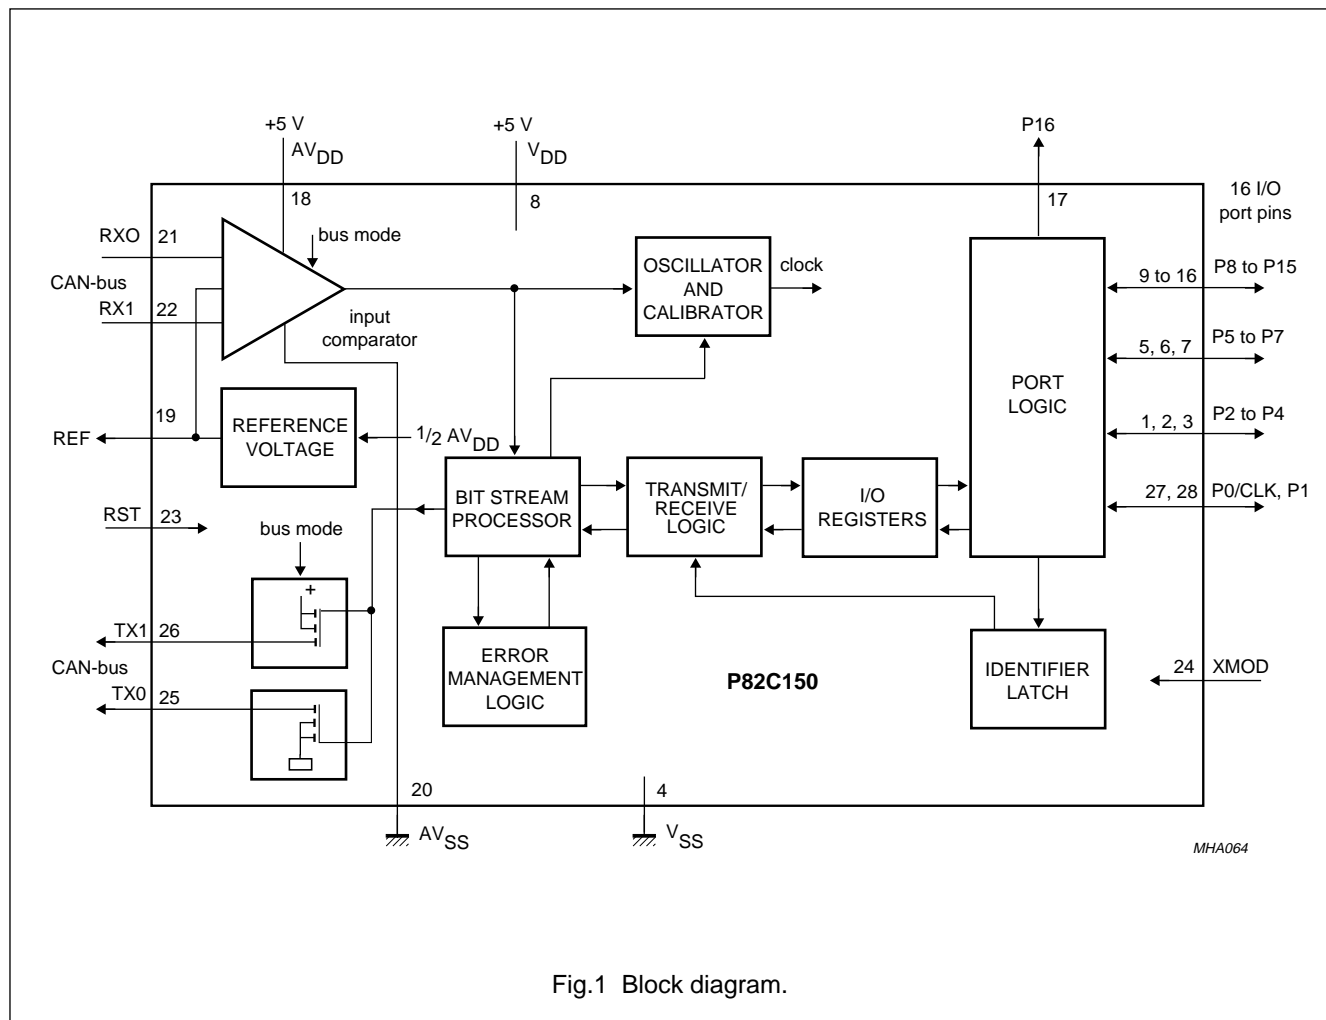 +5 V
AVDD
+5 V
VDD
P16
18
8
17
16 I/O
port pins
RXO
21
bus mode
CAN-bus
RX1
22
input
comparator
OSCILLATOR
AND
CALIBRATOR
clock
9 to 16
P8 to P15
5, 6, 7
P5 to P7
PORT
LOGIC
1, 2, 3
P2 to P4
27, 28
P0/CLK, P1
19
REF
REFERENCE
VOLTAGE
1/2 AVDD
BIT STREAM
PROCESSOR
TRANSMIT/
RECEIVE
LOGIC
I/O
REGISTERS
RST
23
bus mode
+
TX1
26
CAN-bus
TX0
25
ERROR
MANAGEMENT
LOGIC
P82C150
IDENTIFIER
LATCH
24
XMOD
20
AVSS
4
VSS
MHA064
Fig.1 Block diagram.